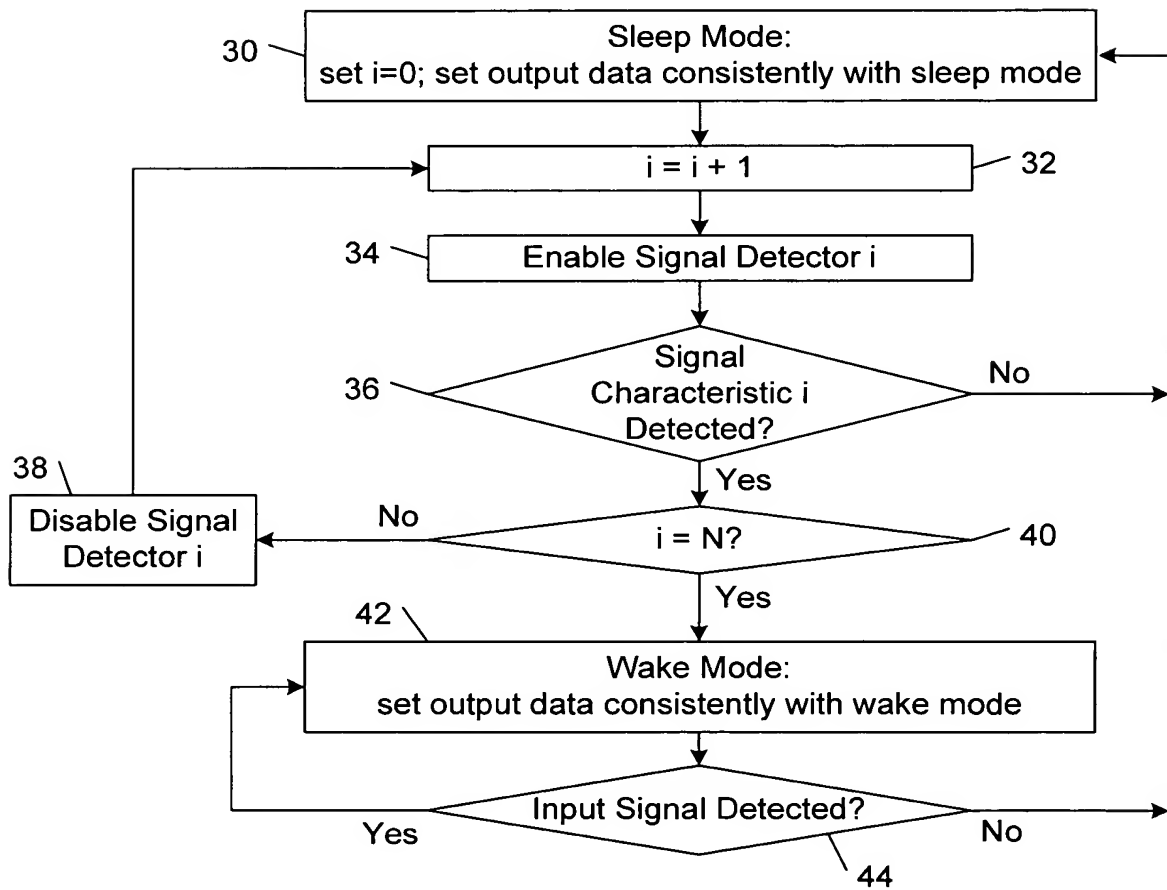 30
Sleep Mode:
set i=0; set output data consistently with sleep mode
i = i + 1
32
34
Enable Signal Detector i
36
Signal
Characteristic i
Detected?
No
Yes
38
Disable Signal
Detector i
No
i = N?
40
Yes
42
Wake Mode:
set output data consistently with wake mode
Input Signal Detected?
Yes
No
44